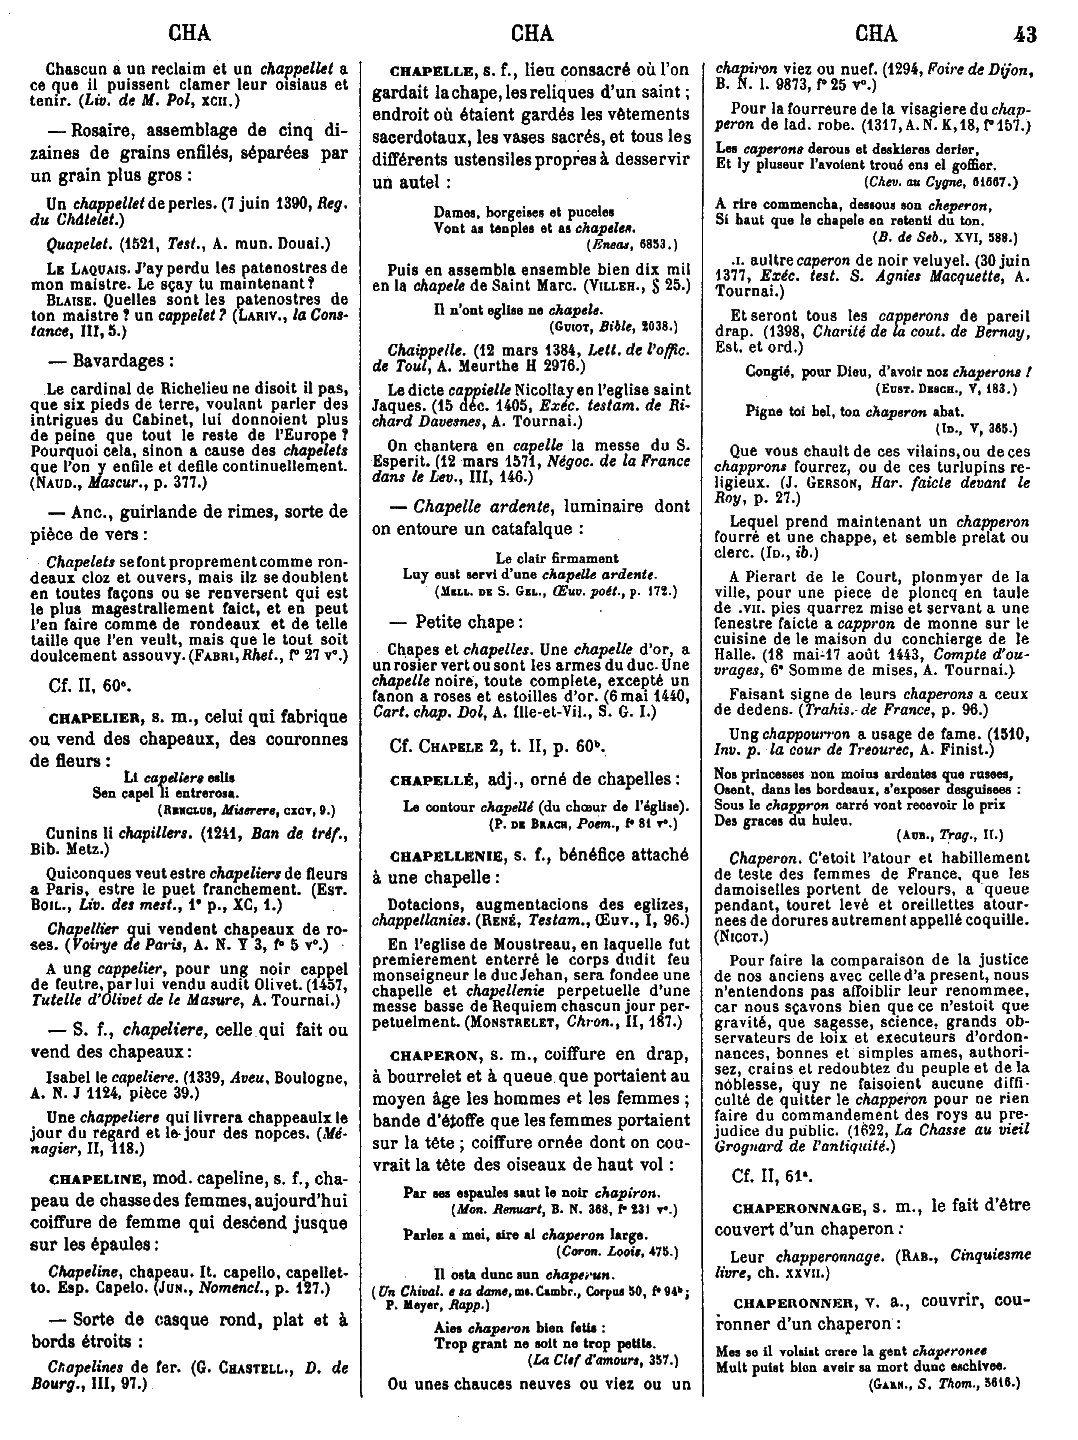 CHA
CHA
CHA 43
Chascun a un reclaim et un chappellet a
ce que il puissent clamer leur oisiaus et
tenir. (Liv. de M. Pol, XCII.)
— Rosaire, assemblage de cinq di-
zaines de grains enfilés, séparées par
un grain plus gros :
Un chappellet de perles. (7 juin 1390, Reg.
du Châtelet.)
Quapelet. (1521, Test., A. mun. Douai.)
LE LAQUAIS. J'ay perdu les patenostres de
mon maistre. Le sçay tu maintenant ?
BLAISE. Quelles sont les patenostres de
ton maistre ? un cappelet ? (LARIV., la Cons-
tance, III, 5.)
— Bavardages :
Le cardinal de Richelieu ne disoit il pas,
que six pieds de terre, voulant parler des
intrigues du Cabinet, lui donnoient plus
de peine que tout le reste de l'Europe ?
Pourquoi cela, sinon a cause des chapelets
que l'on y enfile et defile continuellement.
(NAUD., Mascur., p. 377.)
— Anc., guirlande de rimes, sorte de
pièce de vers :
Chapelets se font proprement comme ron-
deaux cloz et ouvers, mais ilz se doublent
en toutes façons ou se renversent qui est
le plus magestrallement faict, et en peut
l'en faire comme de rondeaux et de telle
taille que l'en veult, mais que le tout soit
doulcement assouvy. (FABRI, Rhet., f° 27 v°.)
Cf. II, 60ᶜ.
CHAPELIER, s. m., celui qui fabrique
ou vend des chapeaux, des couronnes
de fleurs :
Li capeliers eslis
Sen capel li entrerosa.
(RENCLUS, Miserere, CXCV, 9.)
Cunins li chapillers. (1241, Ban de tréf.,
Bib. Metz.)
Quiconques veut estre chapeliers de fleurs
a Paris, estre le puet franchement. (EST.
BOIL., Liv. des mest., 1ᵉ p., XC, 1.)
Chapellier qui vendent chapeaux de ro-
ses. (Voirye de Paris, A. N. Y 3, f° 5 v°.)
A ung cappelier, pour ung noir cappel
de feutre, par lui vendu audit Olivet. (1457,
Tutelle d'Olivet de le Masure, A. Tournai.)
— S. f., chapeliere, celle qui fait ou
vend des chapeaux :
Isabel le capeliere. (1339, Aveu, Boulogne,
A. N. J 1124, pièce 39.)
Une chappeliere qui livrera chappeaulx le
jour du regard et le jour des nopces. (Mé-
nagier, II, 118.)
CHAPELINE, mod. capeline, s. f., cha-
peau de chasse des femmes, aujourd'hui
coiffure de femme qui descend jusque
sur les épaules :
Chapeline, chapeau. It. capello, capellet-
to. Esp. Capelo. (JUN., Nomencl., p. 127.)
— Sorte de casque rond, plat et à
bords étroits :
Chapelines de fer. (G. CHASTELL., D. de
Bourg., III, 97.)
CHAPELLE, s. f., lieu consacré où l'on
gardait la chape, les reliques d'un saint ;
endroit où étaient gardés les vêtements
sacerdotaux, les vases sacrés, et tous les
différents ustensiles propres à desservir
un autel :
Dames, borgeises et puceles
Vont as temples et as chapeles.
(Eneas, 6853.)
Puis en assembla ensemble bien dix mil
en la chapele de Saint Marc. (VILLEH., § 25.)
Il n'ont eglise ne chapele.
(GUIOT, Bible, 2038.)
Chaippelle. (12 mars 1384, Lett. de l'offic.
de Toul, A. Meurthe H 2976.)
Le dicte cappielle Nicollay en l'eglise saint
Jaques. (15 déc. 1405, Exéc. testam. de Ri-
chard Davesnes, A. Tournai.)
On chantera en capelle la messe du S.
Esperit. (12 mars 1571, Négoc. de la France
dans le Lev., III, 146.)
— Chapelle ardente, luminaire dont
on entoure un catafalque :
Le clair firmament
Luy eust servi d'une chapelle ardente.
(MELL. DE S. GEL., Œuv. poét., p. 172.)
— Petite chape :
Chapes et chapelles. Une chapelle d'or, a
un rosier vert ou sont les armes du duc. Une
chapelle noire, toute complete, excepté un
fanon a roses et estoilles d'or. (6 mai 1440,
Cart. chap. Dol, A. Ille-et-Vil., S. G. I.)
Cf. CHAPELE 2, t. II, p. 60ᵇ.
CHAPELLÉ, adj., orné de chapelles :
Le contour chapellé (du chœur de l'église).
(P. DE BRACH, Poem., f° 81 v°.)
CHAPELLENIE, s. f., bénéfice attaché
à une chapelle :
Dotacions, augmentacions des eglizes,
chappellanies. (RENÉ, Testam., Œuv., I, 96.)
En l'eglise de Moustreau, en laquelle fut
premierement enterré le corps dudit feu
monseigneur le duc Jehan, sera fondee une
chapelle et chapellenie perpetuelle d'une
messe basse de Requiem chascun jour per-
petuelment. (MONSTRELET, Chron., II, 187.)
CHAPERON, s. m., coiffure en drap,
à bourrelet et à queue que portaient au
moyen âge les hommes et les femmes ;
bande d'étoffe que les femmes portaient
sur la tête ; coiffure ornée dont on cou-
vrait la tête des oiseaux de haut vol :
Par ses espaules saut le noir chapiron.
(Mon. Renuart, B. N. 368, f° 231 v°.)
Parlez a mei, sire al chaperon large.
(Coron. Loois, 475.)
Il osta dunc sun chaperun.
(Un Chival. e sa dame, ms. Cambr., Corpus 50, f° 94ᵇ ;
P. Meyer, Rapp.)
Aies chaperon bien fetis :
Trop grant ne soit ne trop petits.
(La Clef d'amours, 357.)
Ou unes chauces neuves ou viez ou un
chapiron viez ou nuef. (1294, Foire de Dijon,
B. N. l. 9873, f° 25 v°.)
Pour la fourreure de la visagiere du chap-
peron de lad. robe. (1317, A. N. K, 18, f° 157.)
Les caperons derous et deskieres derier,
Et ly pluseur l'avoient troué ens el goffier.
(Chev. au Cygne, 61667.)
A rire commencha, dessous son cheperon,
Si haut que le chapele en retenti du ton.
(B. de Seb., XVI, 588.)
.I. aultre caperon de noir veluyel. (30 juin
1377, Exéc. test. S. Agnies Macquette, A.
Tournai.)
Et seront tous les capperons de pareil
drap. (1398, Charité de la cout. de Bernay,
Est. et ord.)
Congié, pour Dieu, d'avoir noz chaperons !
(EUST. DESCH., V, 183.)
Pigne toi bel, ton chaperon abat.
(ID., V, 365.)
Que vous chault de ces vilains, ou de ces
chapprons fourrez, ou de ces turlupins re-
ligieux. (J. GERSON, Har. faicte devant le
Roy, p. 27.)
Lequel prend maintenant un chapperon
fourré et une chappe, et semble prelat ou
clerc. (ID., ib.)
A Pierart de le Court, plonmyer de la
ville, pour une piece de ploncq en taule
de .VII. pies quarrez mise et servant a une
fenestre faicte a cappron de monne sur le
cuisine de le maison du conchierge de le
Halle. (18 mai-17 août 1443, Compte d'ou-
vrages, 6ᵉ Somme de mises, A. Tournai.)
Faisant signe de leurs chaperons a ceux
de dedens. (Trahis. de France, p. 96.)
Ung chappourron a usage de fame. (1510,
Inv. p. la cour de Treourec, A. Finist.)
Nos princesses non moins ardentes que rusees,
Osent, dans les bordeaux, s'exposer desguisees :
Sous le chappron carré vont recevoir le prix
Des graces du huleu.
(AUB., Trag., II.)
Chaperon. C'etoit l'atour et habillement
de teste des femmes de France, que les
damoiselles portent de velours, a queue
pendant, touret levé et oreillettes atour-
nees de dorures autrement appellé coquille.
(NICOT.)
Pour faire la comparaison de la justice
de nos anciens avec celle d'a present, nous
n'entendons pas affoiblir leur renommee,
car nous sçavons bien que ce n'estoit que
gravité, que sagesse, science, grands ob-
servateurs de loix et executeurs d'ordon-
nances, bonnes et simples ames, authori-
sez, crains et redoubtez du peuple et de la
noblesse, quy ne faisoient aucune diffi-
culté de quitter le chaperon pour ne rien
faire du commandement des roys au pre-
judice du public. (1622, La Chasse au vieil
Grognard de l'antiquité.)
Cf. II, 61ᵃ.
CHAPERONNAGE, s. m., le fait d'être
couvert d'un chaperon :
Leur chapperonnage. (RAB., Cinquiesme
livre, ch. XXVII.)
CHAPERONNER, v. a., couvrir, cou-
ronner d'un chaperon :
Mes se il volsist crere la gent chaperonee
Mult puist bien aveir sa mort dunc eschivee.
(GARN., S. Thom., 5616.)